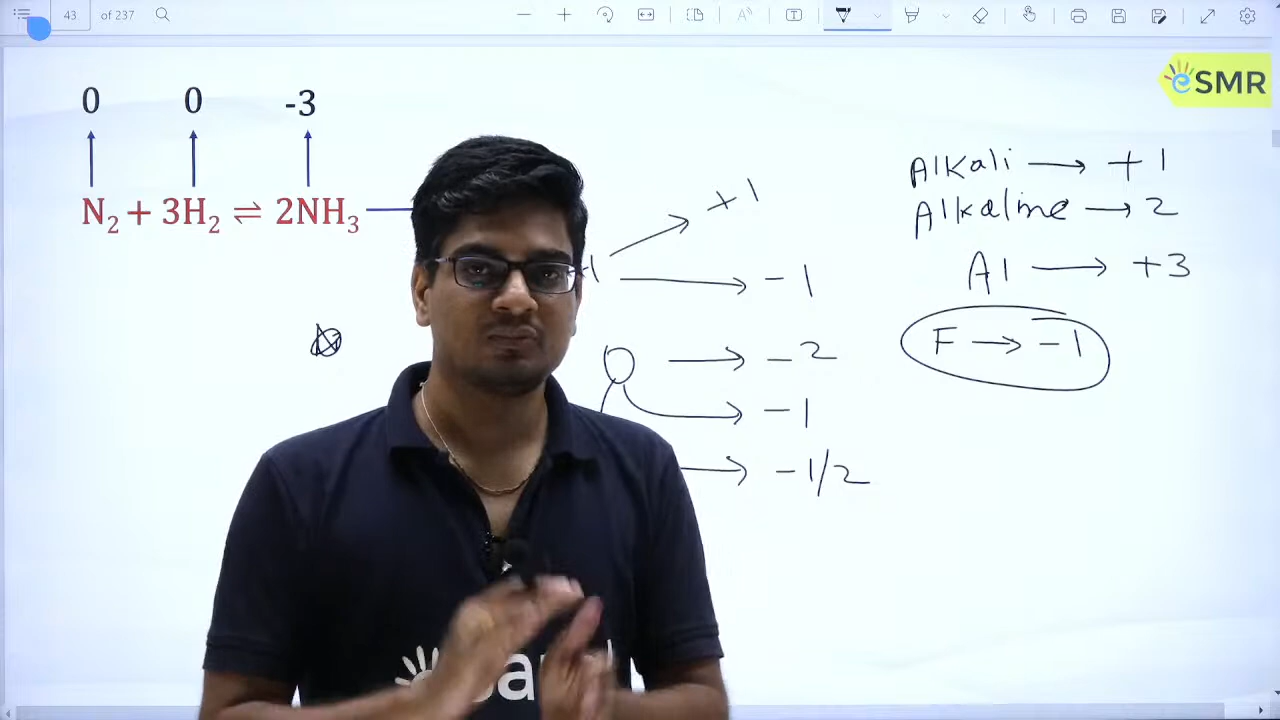 43 of 237
eSMR
0 0 -3
N₂ + 3H₂ ⇌ 2NH₃
+1
-1
O → -2
-1
→ -1/2
Alkali → +1
Alkaline → 2
Al → +3
F → -1